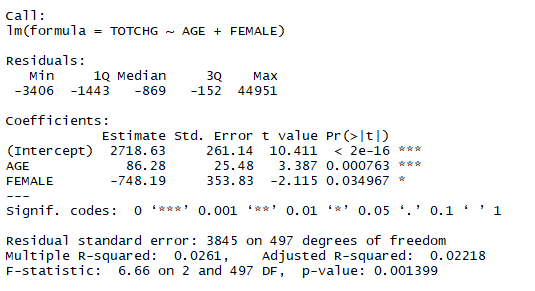 Call:
lm(formula = TOTCHG ~ AGE + FEMALE)
Residuals:
Min 1Q Median 3Q Max
-3406 -1443 -869 -152 44951
Coefficients:
Estimate Std. Error t value Pr(>|t|)
(Intercept) 2718.63 261.14 10.411 < 2e-16 ***
AGE 86.28 25.48 3.387 0.000763 ***
FEMALE -748.19 353.83 -2.115 0.034967 *
---
Signif. codes: 0 ‘***’ 0.001 ‘**’ 0.01 ‘*’ 0.05 ‘.’ 0.1 ‘ ’ 1
Residual standard error: 3845 on 497 degrees of freedom
Multiple R-squared: 0.0261, Adjusted R-squared: 0.02218
F-statistic: 6.66 on 2 and 497 DF, p-value: 0.001399